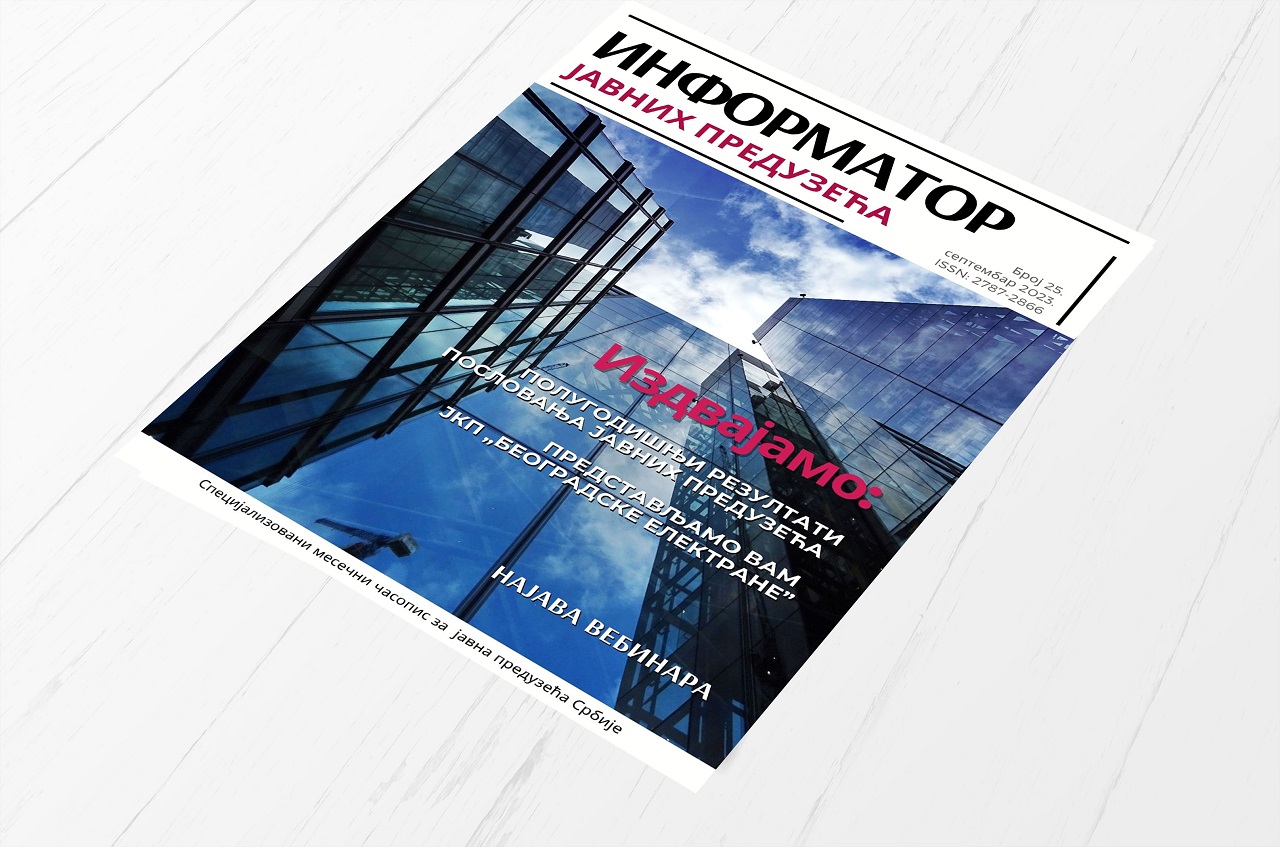 ИНФОРМАТОР
ЈАВНИХ ПРЕДУЗЕЋА
Број 25.
септембар 2023.
ISSN: 2787-2866
Издвајамо:
ПОЛУГОДИШЊИ РЕЗУЛТАТИ
ПОСЛОВАЊА ЈАВНИХ ПРЕДУЗЕЋА
ПРЕДСТАВЉАМО ВАМ
ЈКП „БЕОГРАДСКЕ ЕЛЕКТРАНЕ”
НАЈАВА ВЕБИНАРА
Специјализовани месечни часопис за јавна предузећа Србије